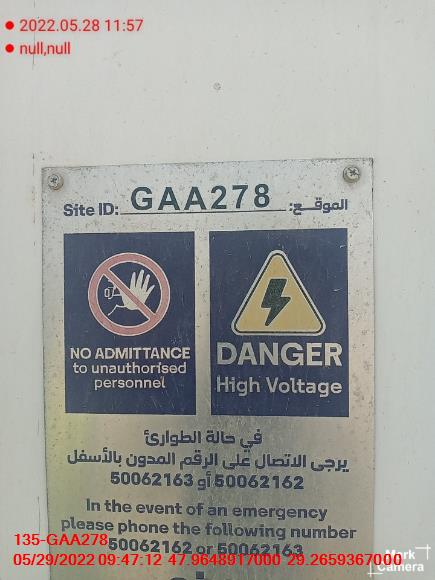 2022.05.28 11:57
null,null
Site ID: GAA278 الموقع:
NO ADMITTANCE
to unauthorised
personnel
DANGER
High Voltage
في حالة الطوارئ
يرجى الاتصال على الرقم المدون بالأسفل
50062162 أو 50062163
In the event of an emergency
please phone the following number
50062162 or 50062163
135-GAA278
05/29/2022 09:47:12 47.9648917000 29.2659367000
Mark
Camera